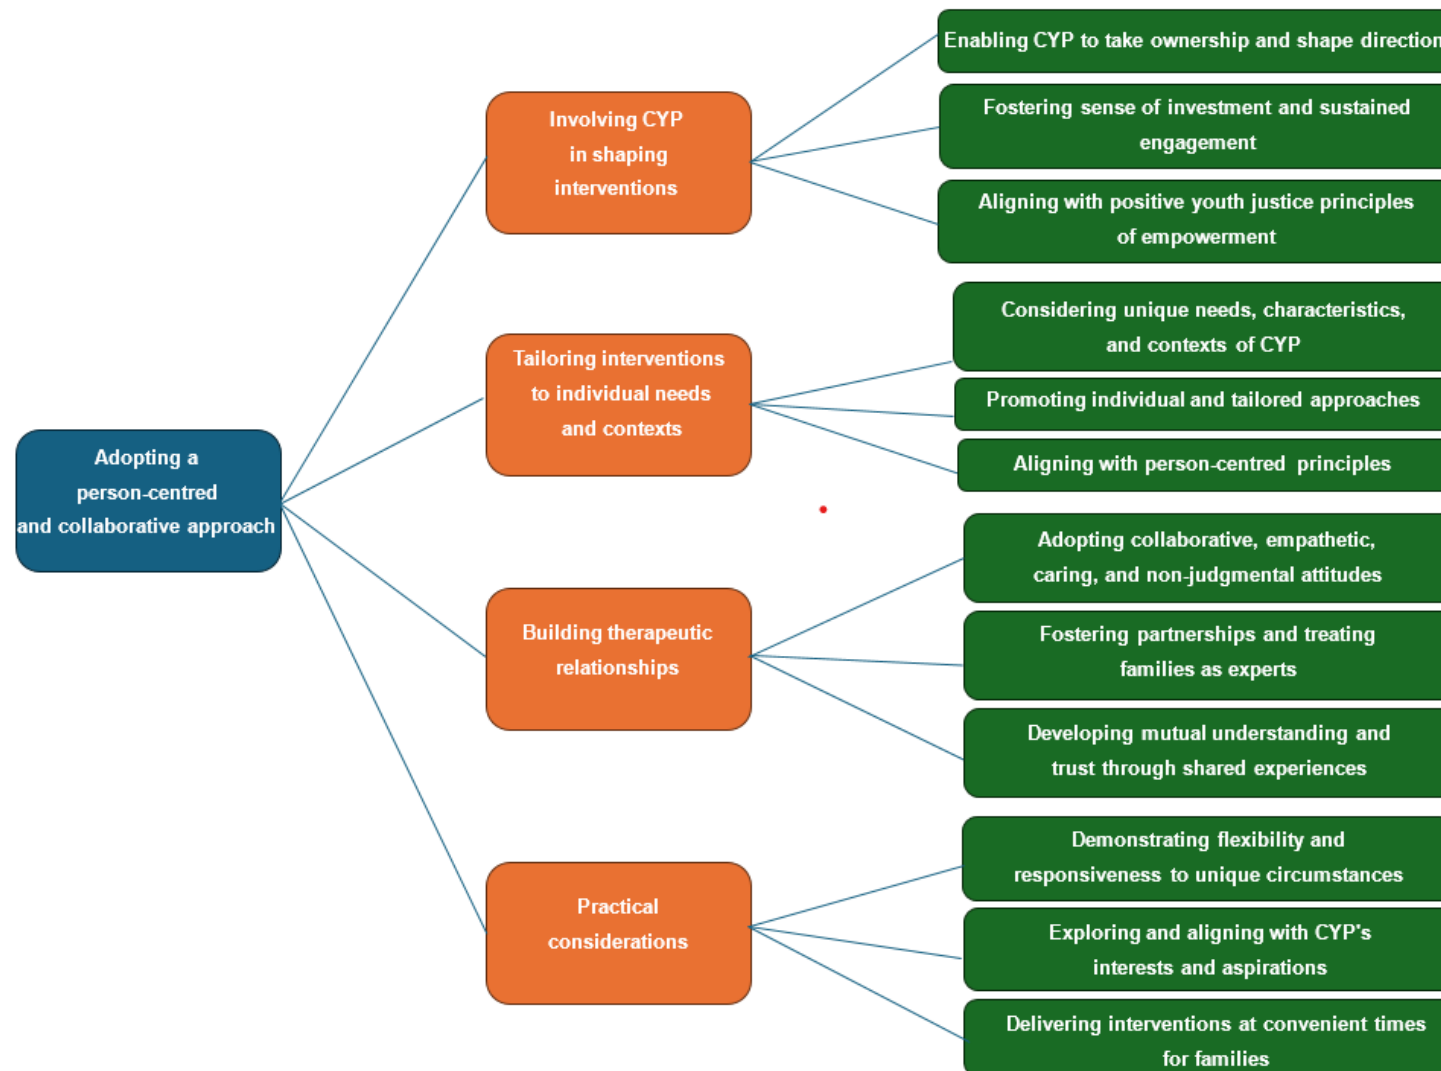 Adopting a
person-centred
and collaborative approach
Involving CYP
in shaping
interventions
Enabling CYP to take ownership and shape direction
Fostering sense of investment and sustained
engagement
Aligning with positive youth justice principles
of empowerment
Tailoring interventions
to individual needs
and contexts
Considering unique needs, characteristics,
and contexts of CYP
Promoting individual and tailored approaches
Aligning with person-centred principles
Building therapeutic
relationships
Adopting collaborative, empathetic,
caring, and non-judgmental attitudes
Fostering partnerships and treating
families as experts
Developing mutual understanding and
trust through shared experiences
Practical
considerations
Demonstrating flexibility and
responsiveness to unique circumstances
Exploring and aligning with CYP's
interests and aspirations
Delivering interventions at convenient times
for families